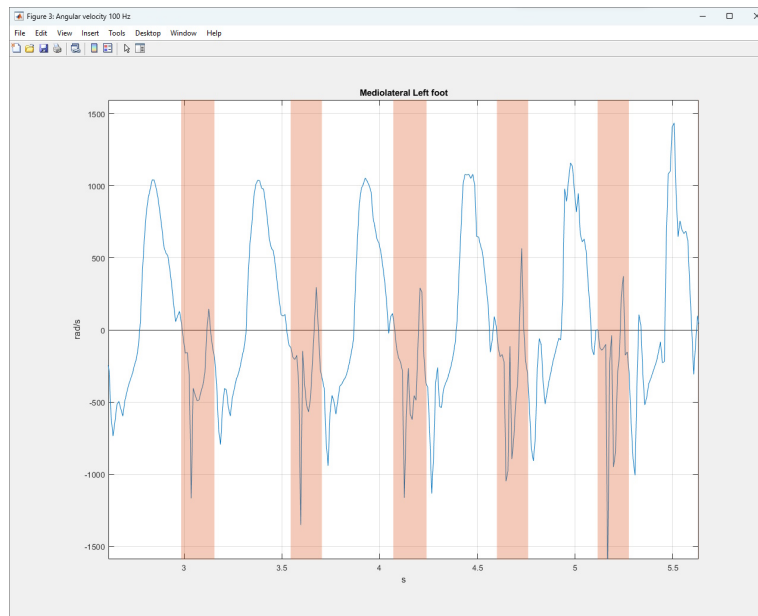 Figure 3: Angular velocity 100 Hz
File Edit View Insert Tools Desktop Window Help
Mediolateral Left foot
1500
1000
500
0
-500
-1000
-1500
rad/s
3 3.5 4 4.5 5 5.5
s